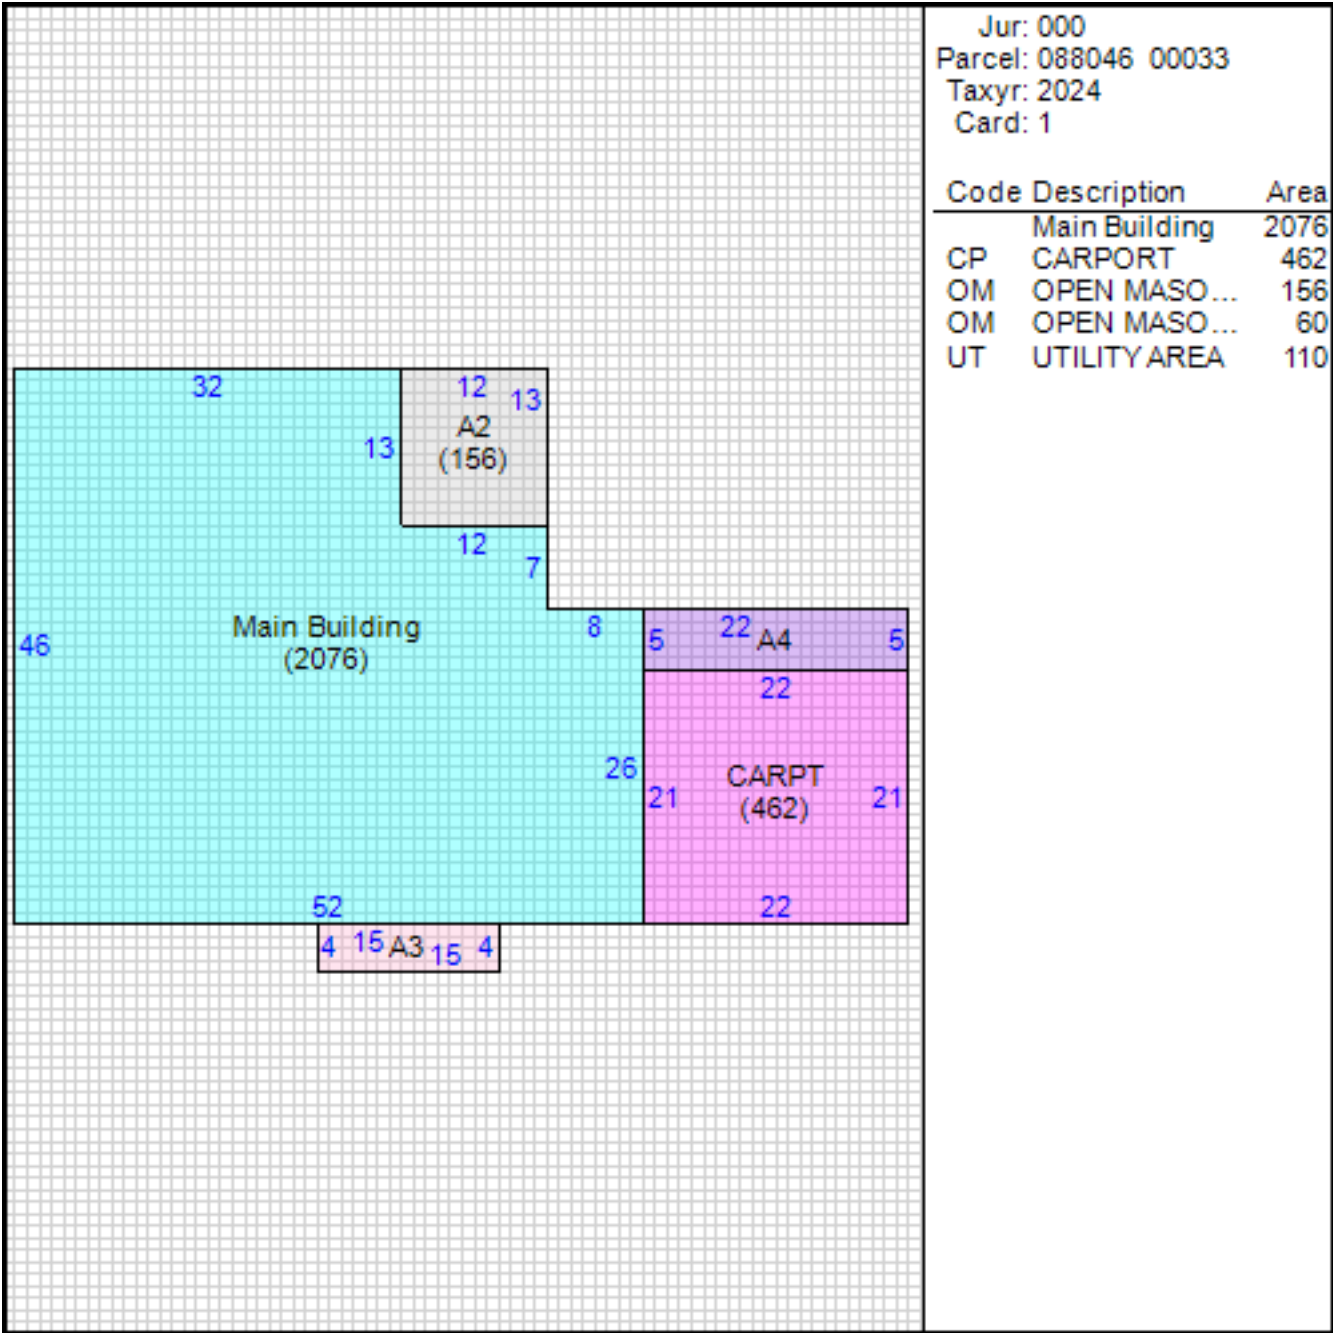 Jur: 000
Parcel: 088046 00033
Taxyr: 2024
Card: 1
Code Description Area
Main Building 2076
CP CARPORT 462
OM OPEN MASO... 156
OM OPEN MASO... 60
UT UTILITY AREA 110
32
12
13
A2
13
(156)
12
7
Main Building
(2076)
46
8
5
22
A4
5
22
26
CARPT
(462)
21
21
52
22
4
15
A3
15
4